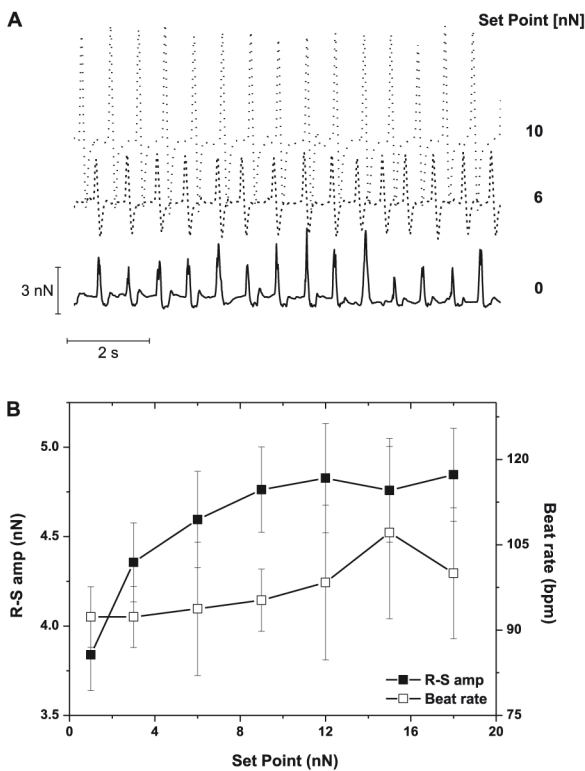 A
Set Point [nN]
10
6
0
3 nN
2 s
B
5.0
4.5
4.0
3.5
R-S amp (nN)
120
105
90
75
Beat rate (bpm)
R-S amp
Beat rate
0 4 8 12 16 20
Set Point (nN)